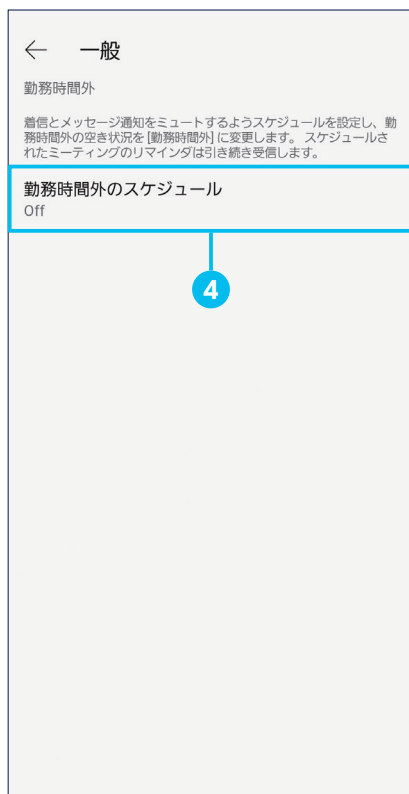 ← 一般
勤務時間外
着信とメッセージ通知をミュートするようスケジュールを設定し、勤
務時間外の空き状況を [勤務時間外] に変更します。 スケジュールさ
れたミーティングのリマインダは引き続き受信します。
勤務時間外のスケジュール
Off
4